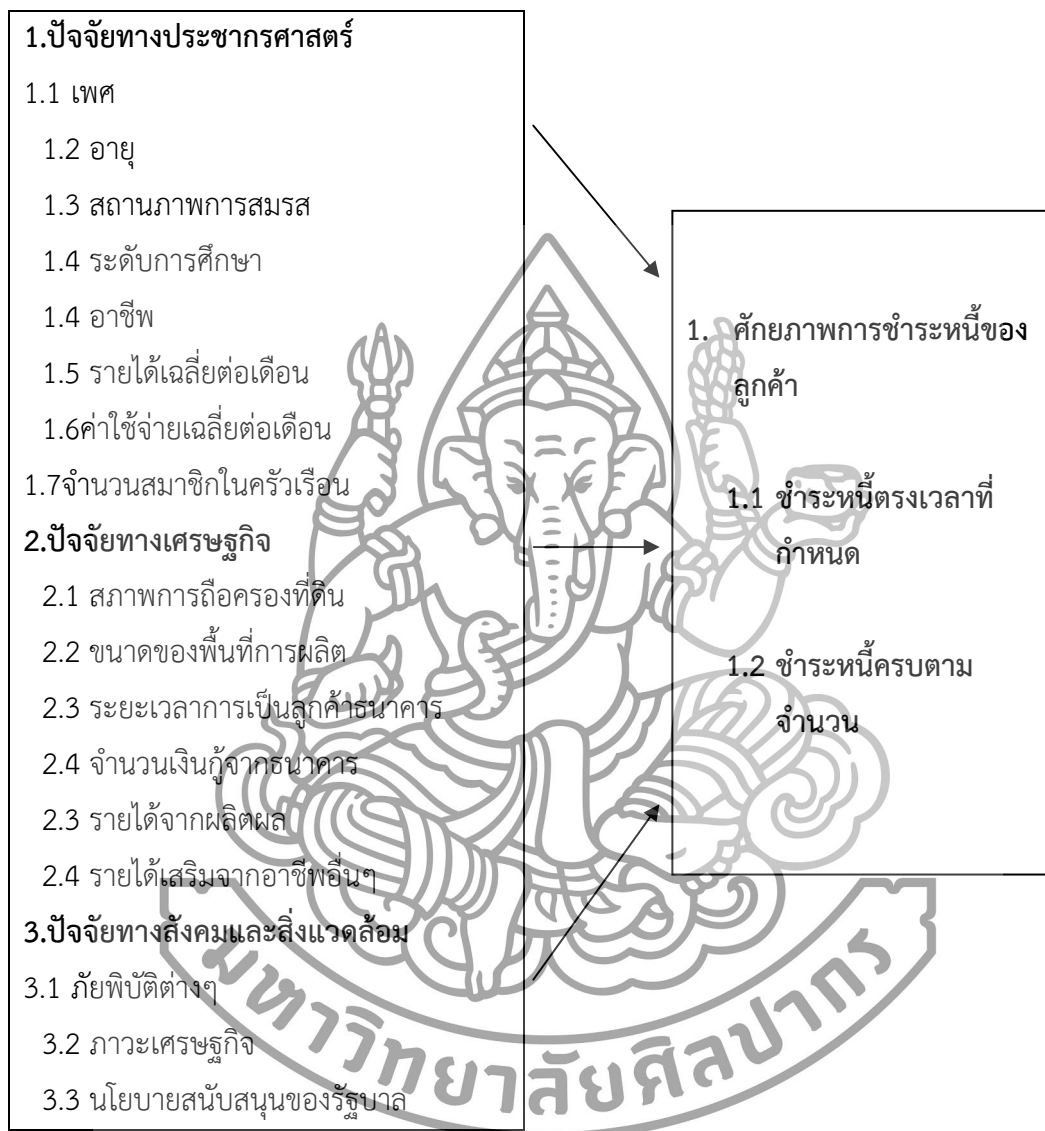 1.ปัจจัยทางประชากรศาสตร์
1.1 เพศ
1.2 อายุ
1.3 สถานภาพการสมรส
1.4 ระดับการศึกษา
1.4 อาชีพ
1.5 รายได้เฉลี่ยต่อเดือน
1.6ค่าใช้จ่ายเฉลี่ยต่อเดือน
1.7จำนวนสมาชิกในครัวเรือน
2.ปัจจัยทางเศรษฐกิจ
2.1 สภาพการถือครองที่ดิน
2.2 ขนาดของพื้นที่การผลิต
2.3 ระยะเวลาการเป็นลูกค้าธนาคาร
2.4 จำนวนเงินกู้จากธนาคาร
2.3 รายได้จากผลิตผล
2.4 รายได้เสริมจากอาชีพอื่นๆ
3.ปัจจัยทางสังคมและสิ่งแวดล้อม
3.1 ภัยพิบัติต่างๆ
3.2 ภาวะเศรษฐกิจ
3.3 นโยบายสนับสนุนของรัฐบาล
1. ศักยภาพการชำระหนี้ของ
ลูกค้า
1.1 ชำระหนี้ตรงเวลาที่
กำหนด
1.2 ชำระหนี้ครบตาม
จำนวน
มหาวิทยาลัยศิลปากร